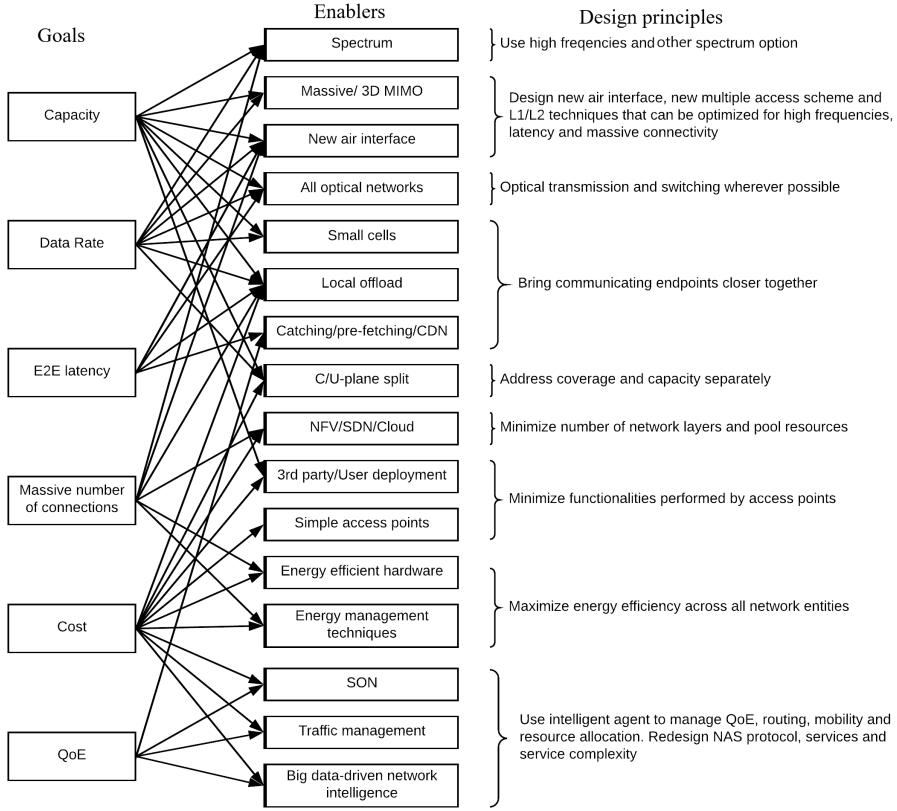 Goals
Enablers
Design principles
Capacity
Data Rate
E2E latency
Massive number
of connections
Cost
QoE
Spectrum
Massive/ 3D MIMO
New air interface
All optical networks
Small cells
Local offload
Catching/pre-fetching/CDN
C/U-plane split
NFV/SDN/Cloud
3rd party/User deployment
Simple access points
Energy efficient hardware
Energy management
techniques
SON
Traffic management
Big data-driven network
intelligence
Use high freqencies and other spectrum option
Design new air interface, new multiple access scheme and
L1/L2 techniques that can be optimized for high frequencies,
latency and massive connectivity
Optical transmission and switching wherever possible
Bring communicating endpoints closer together
Address coverage and capacity separately
Minimize number of network layers and pool resources
Minimize functionalities performed by access points
Maximize energy efficiency across all network entities
Use intelligent agent to manage QoE, routing, mobility and
resource allocation. Redesign NAS protocol, services and
service complexity